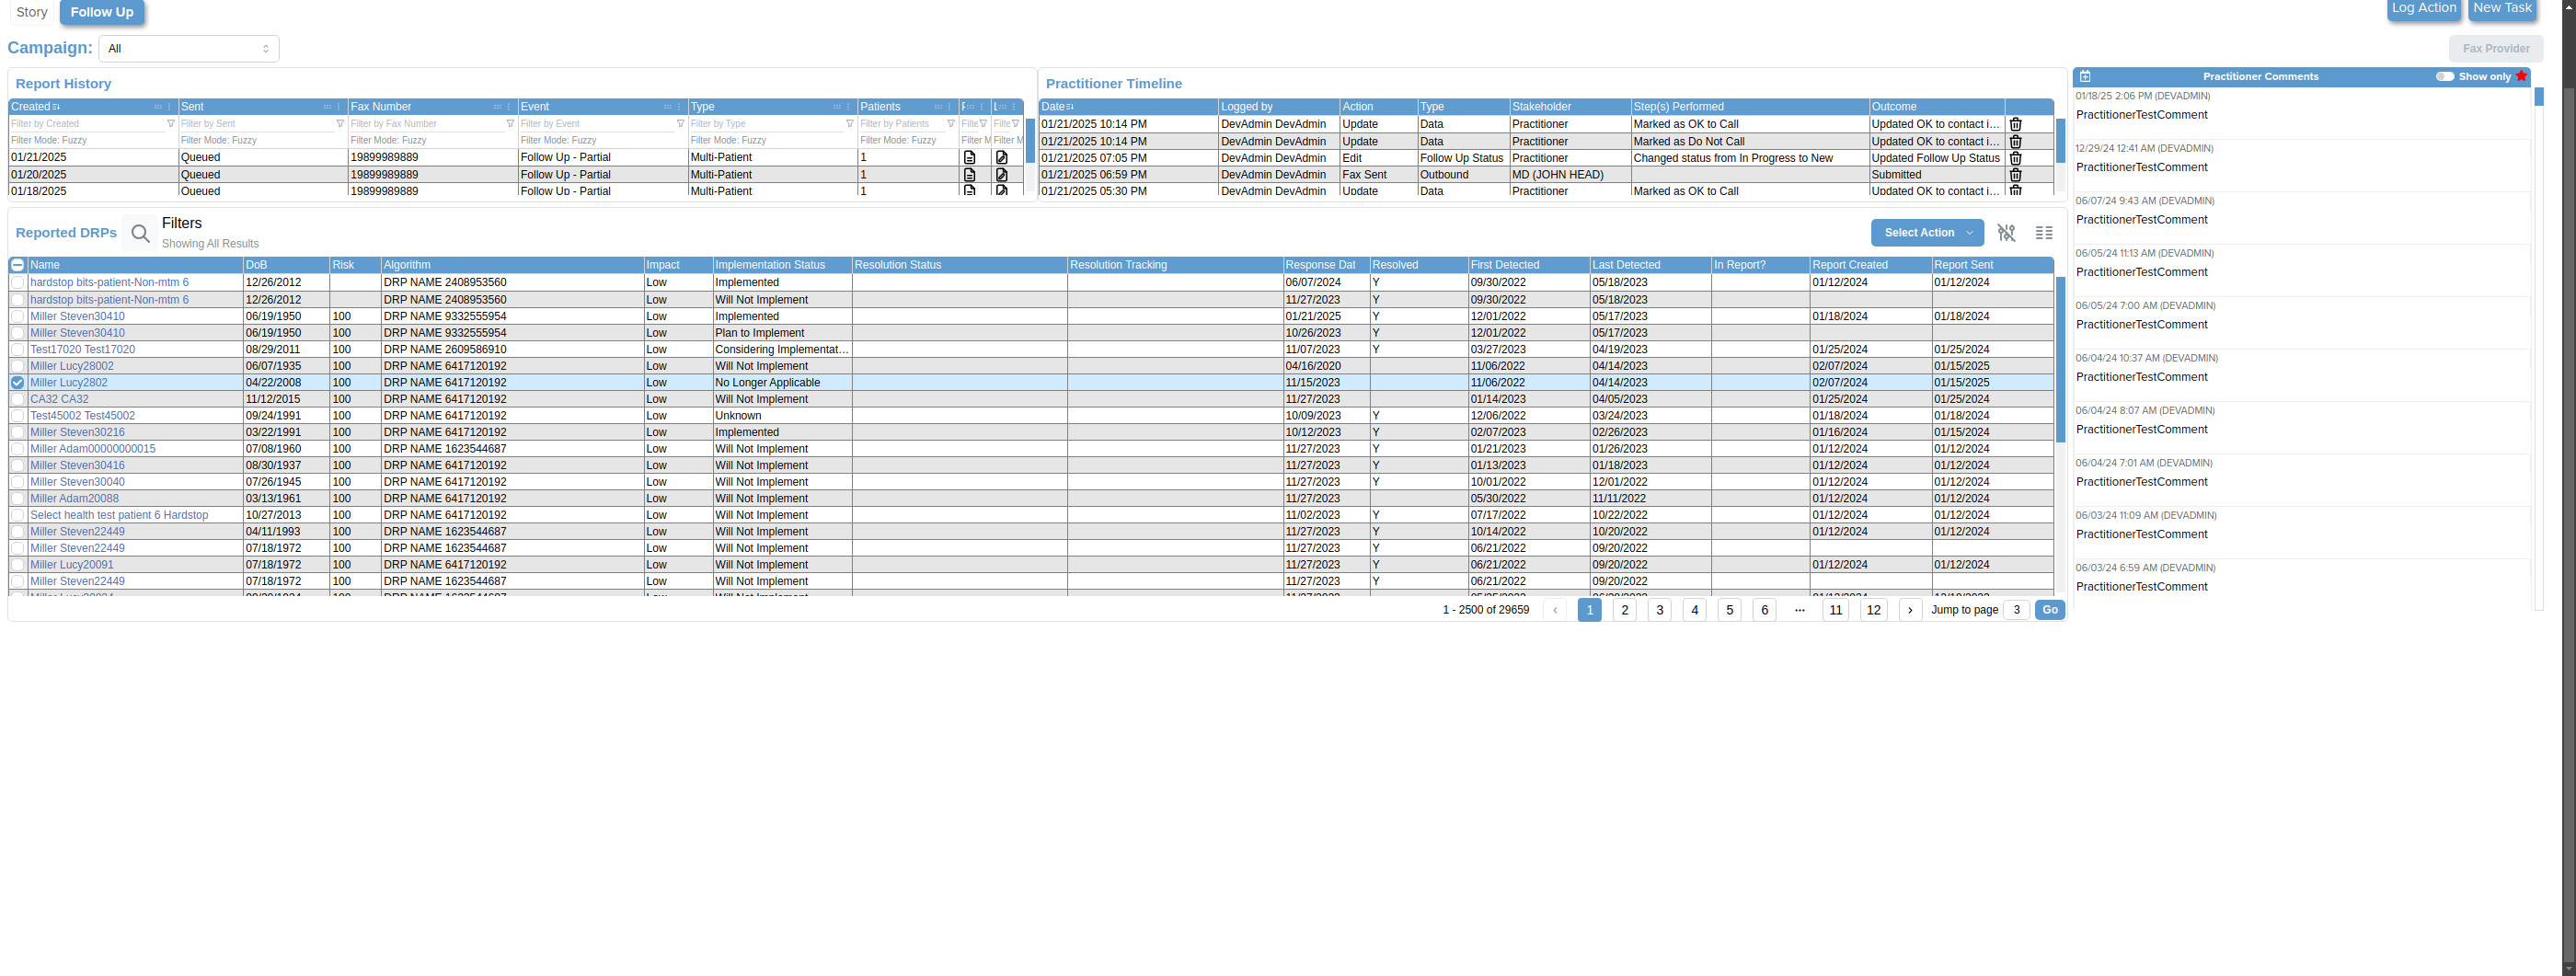 Story Follow Up Log Action New Task
Campaign: All Fax Provider
Report History
Created Sent Fax Number Event Type Patients
Filter by Created Filter by Sent Filter by Fax Number Filter by Event Filter by Type Filter by Patients Filte Filte
Filter Mode: Fuzzy Filter Mode: Fuzzy Filter Mode: Fuzzy Filter Mode: Fuzzy Filter Mode: Fuzzy Filter Mode: Fuzzy Filter M Filter M
01/21/2025 Queued 19899989889 Follow Up - Partial Multi-Patient 1
01/20/2025 Queued 19899989889 Follow Up - Partial Multi-Patient 1
01/18/2025 Queued 19899989889 Follow Up - Partial Multi-Patient 1
Practitioner Timeline
Date Logged by Action Type Stakeholder Step(s) Performed Outcome
01/21/2025 10:14 PM DevAdmin DevAdmin Update Data Practitioner Marked as OK to Call Updated OK to contact i...
01/21/2025 10:14 PM DevAdmin DevAdmin Update Data Practitioner Marked as Do Not Call Updated OK to contact i...
01/21/2025 07:05 PM DevAdmin DevAdmin Edit Follow Up Status Practitioner Changed status from In Progress to New Updated Follow Up Status
01/21/2025 06:59 PM DevAdmin DevAdmin Fax Sent Outbound MD (JOHN HEAD) Submitted
01/21/2025 05:30 PM DevAdmin DevAdmin Update Data Practitioner Marked as OK to Call Updated OK to contact i...
Reported DRPs Filters
Showing All Results
Select Action
Name DoB Risk Algorithm Impact Implementation Status Resolution Status Resolution Tracking Response Dat Resolved First Detected Last Detected In Report? Report Created Report Sent
hardstop bits-patient-Non-mtm 6 12/26/2012 DRP NAME 2408953560 Low Implemented 06/07/2024 Y 09/30/2022 05/18/2023 01/12/2024 01/12/2024
hardstop bits-patient-Non-mtm 6 12/26/2012 DRP NAME 2408953560 Low Will Not Implement 11/27/2023 Y 09/30/2022 05/18/2023
Miller Steven30410 06/19/1950 100 DRP NAME 9332555954 Low Implemented 01/21/2025 Y 12/01/2022 05/17/2023 01/18/2024 01/18/2024
Miller Steven30410 06/19/1950 100 DRP NAME 9332555954 Low Plan to Implement 10/26/2023 Y 12/01/2022 05/17/2023
Test17020 Test17020 08/29/2011 100 DRP NAME 2609586910 Low Considering Implementat... 11/07/2023 Y 03/27/2023 04/19/2023 01/25/2024 01/25/2024
Miller Lucy28002 06/07/1935 100 DRP NAME 6417120192 Low Will Not Implement 04/16/2020 11/06/2022 04/14/2023 02/07/2024 01/15/2025
Miller Lucy2802 04/22/2008 100 DRP NAME 6417120192 Low No Longer Applicable 11/15/2023 11/06/2022 04/14/2023 02/07/2024 01/15/2025
CA32 CA32 11/12/2015 100 DRP NAME 6417120192 Low Will Not Implement 11/27/2023 01/14/2023 04/05/2023 01/25/2024 01/25/2024
Test45002 Test45002 09/24/1991 100 DRP NAME 6417120192 Low Unknown 10/09/2023 Y 12/06/2022 03/24/2023 01/18/2024 01/18/2024
Miller Steven30216 03/22/1991 100 DRP NAME 6417120192 Low Implemented 10/12/2023 Y 02/07/2023 02/26/2023 01/16/2024 01/15/2024
Miller Adam00000000015 07/08/1960 100 DRP NAME 1623544687 Low Will Not Implement 11/27/2023 Y 01/21/2023 01/26/2023 01/12/2024 01/12/2024
Miller Steven30416 08/30/1937 100 DRP NAME 6417120192 Low Will Not Implement 11/27/2023 Y 01/13/2023 01/18/2023 01/12/2024 01/12/2024
Miller Steven30040 07/26/1945 100 DRP NAME 6417120192 Low Will Not Implement 11/27/2023 Y 10/01/2022 12/01/2022 01/12/2024 01/12/2024
Miller Adam20088 03/13/1961 100 DRP NAME 6417120192 Low Will Not Implement 11/27/2023 05/30/2022 11/11/2022 01/12/2024 01/12/2024
Select health test patient 6 Hardstop 10/27/2013 100 DRP NAME 6417120192 Low Will Not Implement 11/02/2023 Y 07/17/2022 10/22/2022 01/12/2024 01/12/2024
Miller Steven22449 04/11/1993 100 DRP NAME 1623544687 Low Will Not Implement 11/27/2023 Y 10/14/2022 10/20/2022 01/12/2024 01/12/2024
Miller Steven22449 07/18/1972 100 DRP NAME 1623544687 Low Will Not Implement 11/27/2023 Y 06/21/2022 09/20/2022
Miller Lucy20091 07/18/1972 100 DRP NAME 6417120192 Low Will Not Implement 11/27/2023 Y 06/21/2022 09/20/2022 01/12/2024 01/12/2024
Miller Steven22449 07/18/1972 100 DRP NAME 1623544687 Low Will Not Implement 11/27/2023 Y 06/21/2022 09/20/2022
1 - 2500 of 29659 1 2 3 4 5 6 ••• 11 12 Jump to page 3 Go
Practitioner Comments Show only
01/18/25 2:06 PM (DEVADMIN)
PractitionerTestComment
12/29/24 12:41 AM (DEVADMIN)
PractitionerTestComment
06/07/24 9:43 AM (DEVADMIN)
PractitionerTestComment
06/05/24 11:13 AM (DEVADMIN)
PractitionerTestComment
06/05/24 7:00 AM (DEVADMIN)
PractitionerTestComment
06/04/24 10:37 AM (DEVADMIN)
PractitionerTestComment
06/04/24 8:07 AM (DEVADMIN)
PractitionerTestComment
06/04/24 7:01 AM (DEVADMIN)
PractitionerTestComment
06/03/24 11:09 AM (DEVADMIN)
PractitionerTestComment
06/03/24 6:59 AM (DEVADMIN)
PractitionerTestComment